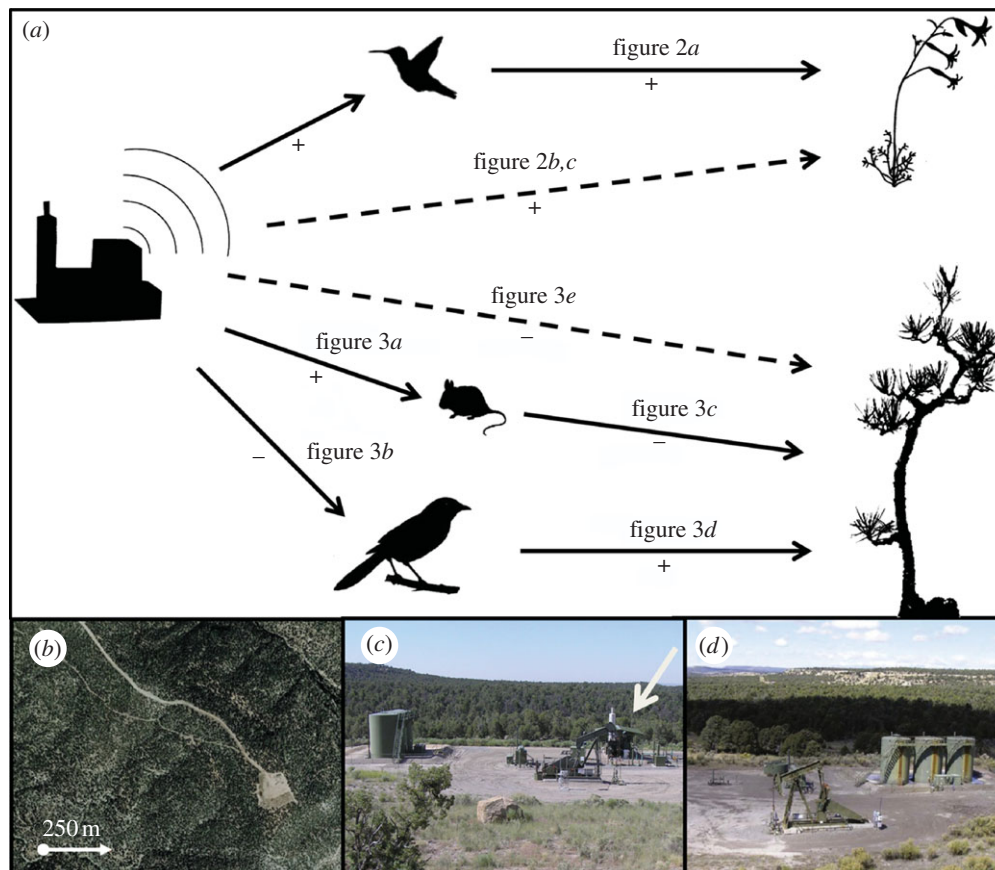 (a)
figure 2a
+
+
figure 2b,c
+
figure 3e
–
figure 3a
+
figure 3c
–
figure 3b
–
figure 3d
+
(b)
250 m
(c)
(d)